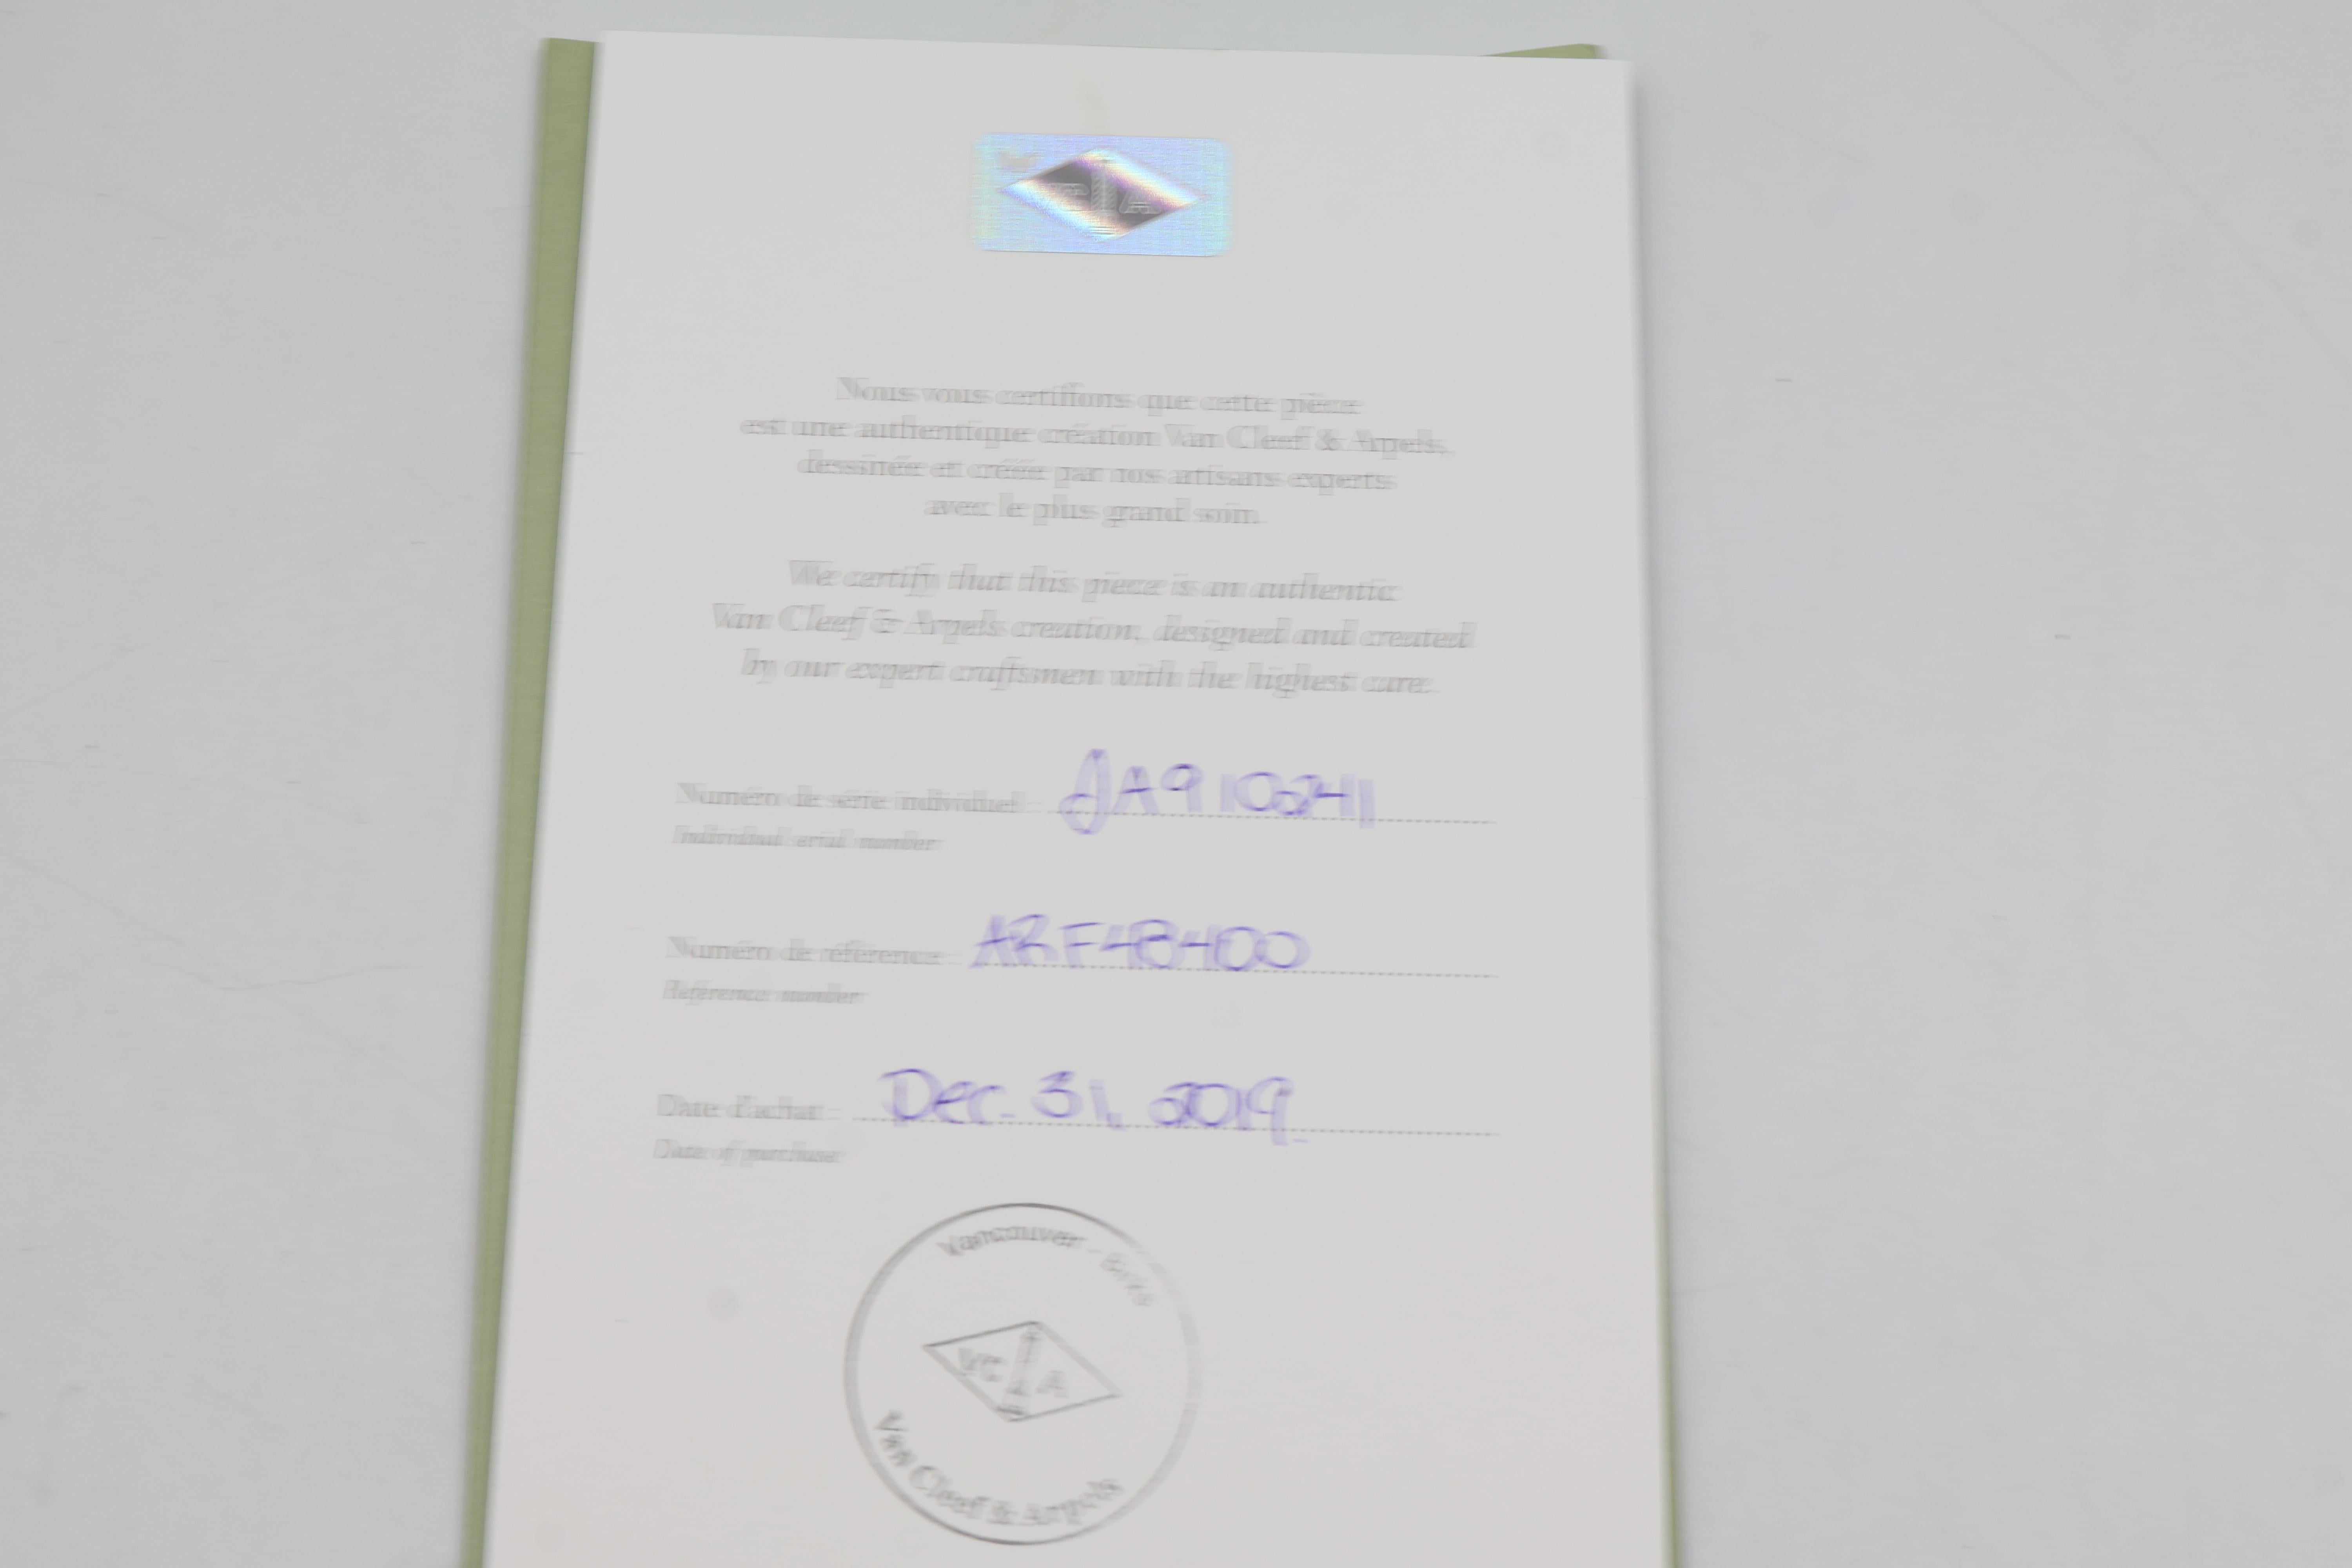 VC A
Nous vous certifions que cette pièce
est une authentique création Van Cleef & Arpels,
dessinée et créée par nos artisans experts
avec le plus grand soin.
We certify that this piece is an authentic
Van Cleef & Arpels creation, designed and created
by our expert craftsmen with the highest care.
Numéro de série individuel :
Individual serial number
Numéro de référence :
Reference number
Date d'achat : Dec. 31, 2019
Date of purchase
Vancouver -
VC A
Van Cleef & Arpels